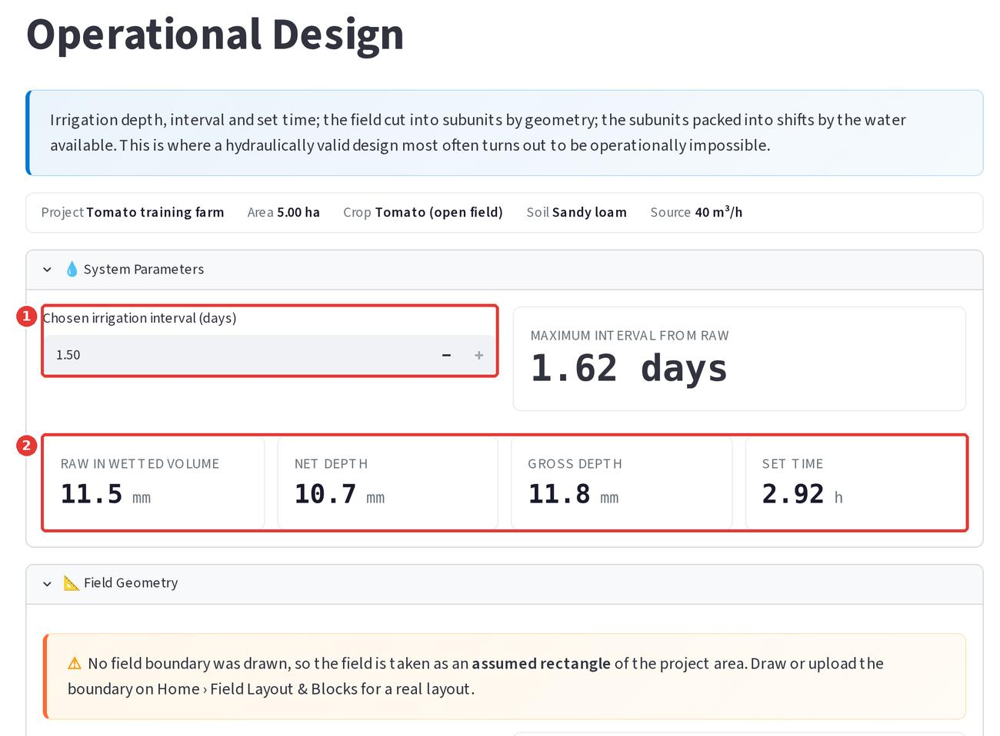 Operational Design
Irrigation depth, interval and set time; the field cut into subunits by geometry; the subunits packed into shifts by the water
available. This is where a hydraulically valid design most often turns out to be operationally impossible.
Project Tomato training farm Area 5.00 ha Crop Tomato (open field) Soil Sandy loam Source 40 m³/h
💧 System Parameters
1
Chosen irrigation interval (days)
1.50 − +
MAXIMUM INTERVAL FROM RAW
1.62 days
2
RAW IN WETTED VOLUME
11.5 mm
NET DEPTH
10.7 mm
GROSS DEPTH
11.8 mm
SET TIME
2.92 h
📐 Field Geometry
⚠ No field boundary was drawn, so the field is taken as an assumed rectangle of the project area. Draw or upload the
boundary on Home › Field Layout & Blocks for a real layout.